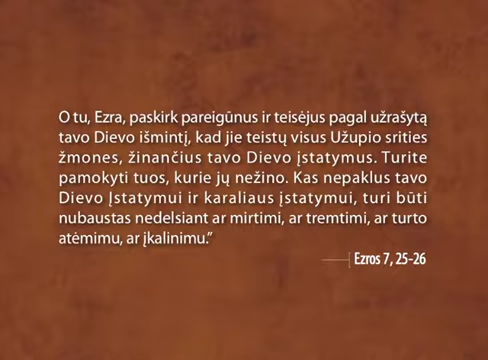 O tu, Ezra, paskirk pareigūnus ir teisėjus pagal užrašytą
tavo Dievo išmintį, kad jie teistų visus Užupio srities
žmones, žinančius tavo Dievo įstatymus. Turite
pamokyti tuos, kurie jų nežino. Kas nepaklus tavo
Dievo Įstatymui ir karaliaus įstatymui, turi būti
nubaustas nedelsiant ar mirtimi, ar tremtimi, ar turto
atėmimu, ar įkalinimu.”
Ezros 7, 25-26